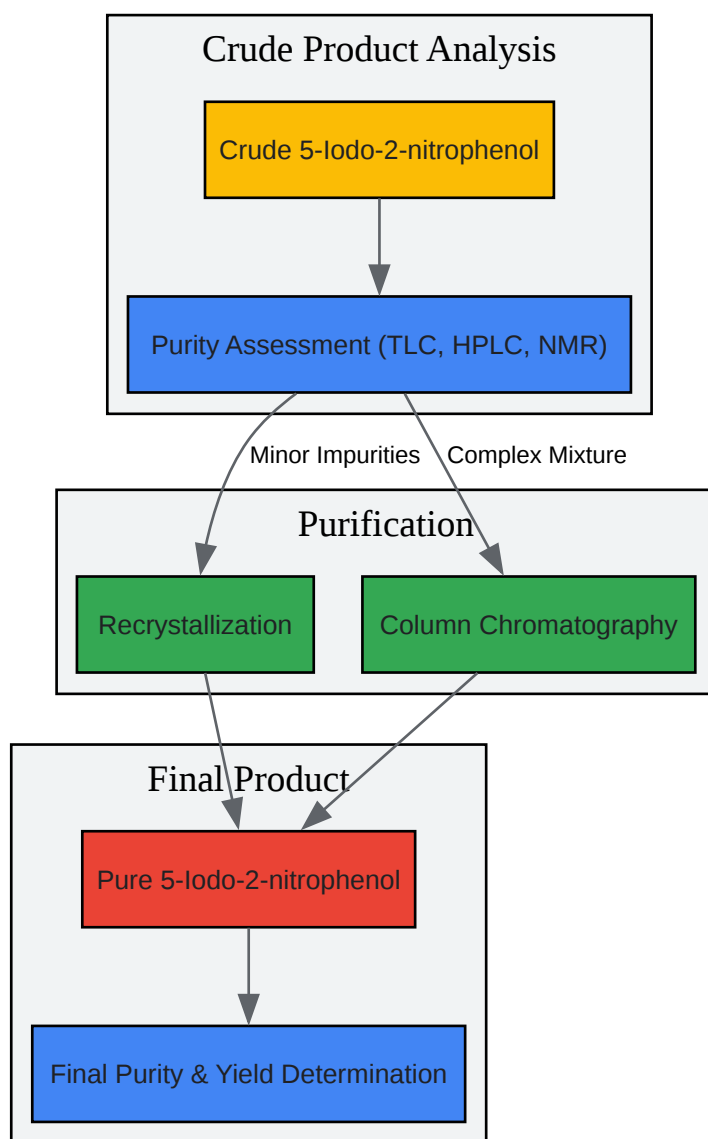 Crude Product Analysis
Crude 5-Iodo-2-nitrophenol
Purity Assessment (TLC, HPLC, NMR)
Minor Impurities
Complex Mixture
Purification
Recrystallization
Column Chromatography
Final Product
Pure 5-Iodo-2-nitrophenol
Final Purity & Yield Determination